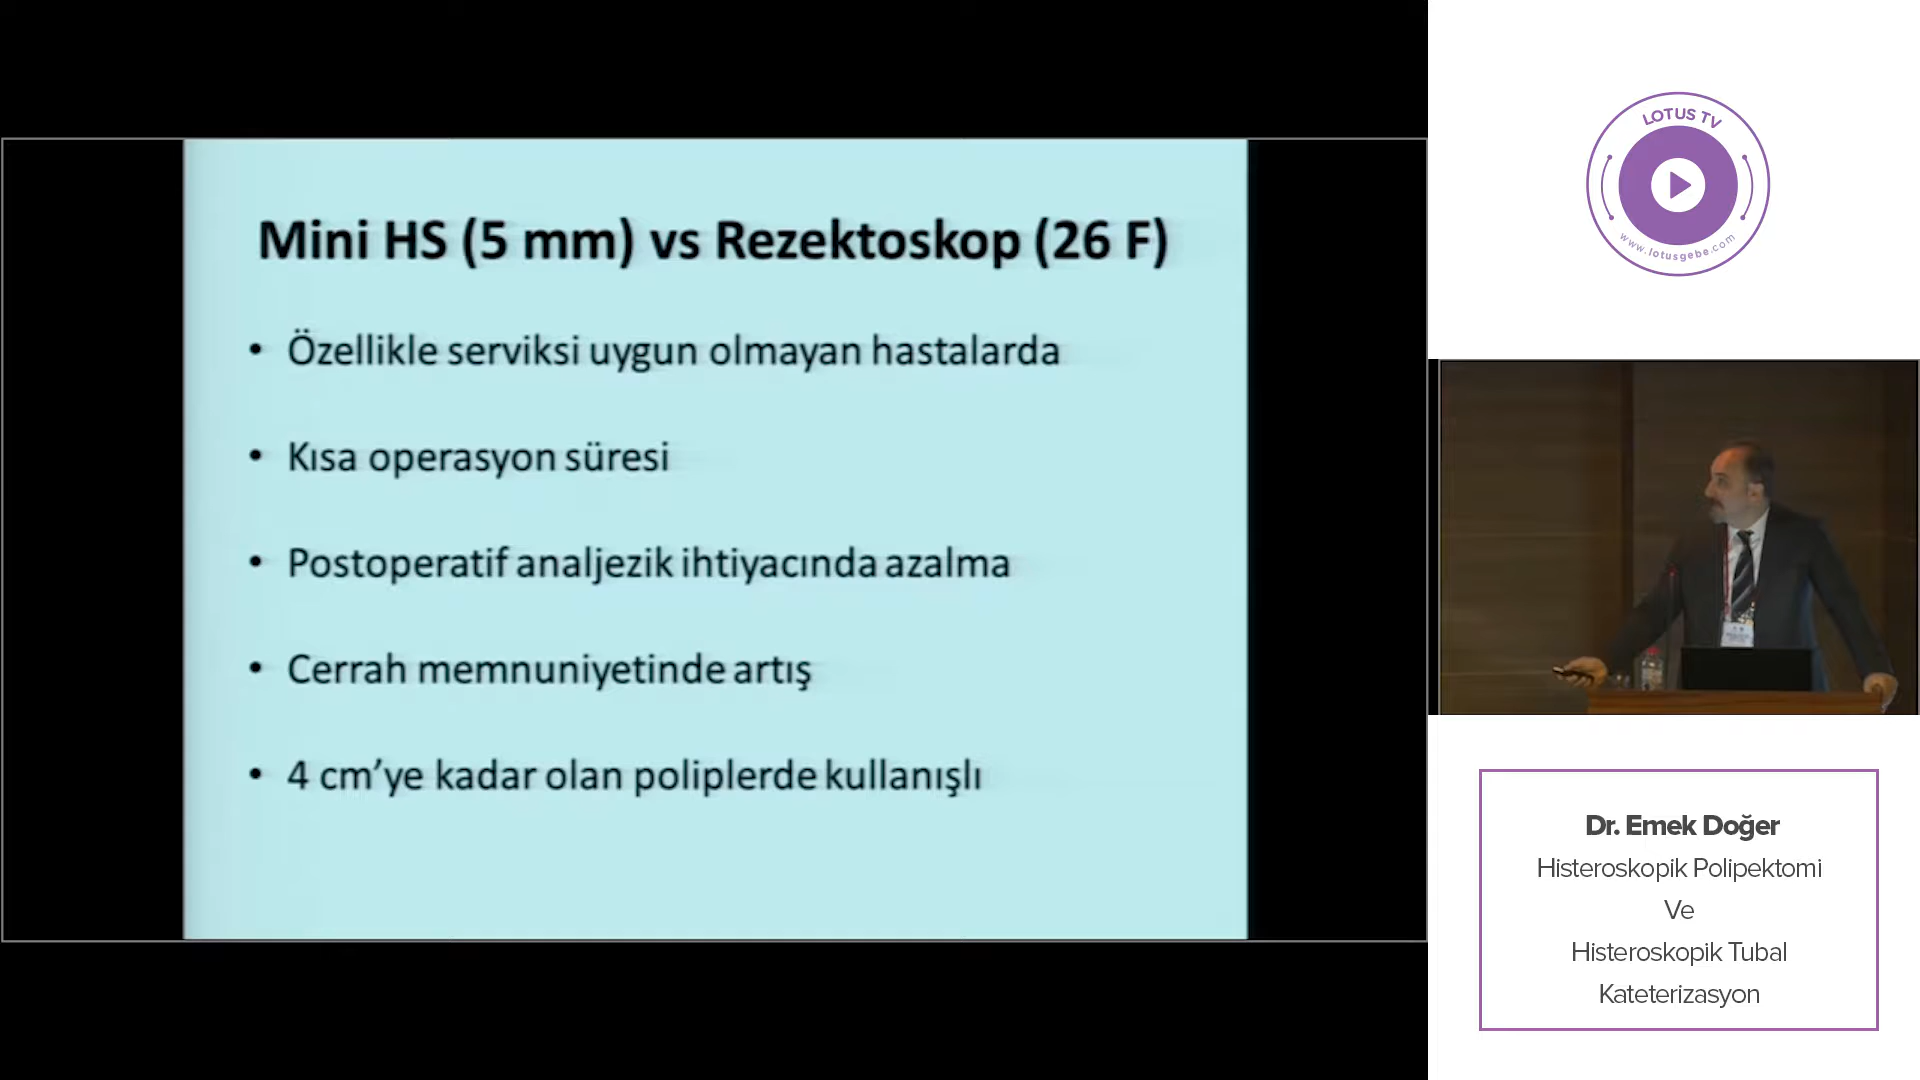 Mini HS (5 mm) vs Rezektoskop (26 F)
• Özellikle serviksi uygun olmayan hastalarda
• Kısa operasyon süresi
• Postoperatif analjezik ihtiyacında azalma
• Cerrah memnuniyetinde artış
• 4 cm’ye kadar olan poliplerde kullanışlı
LOTUS TV
www.lotusgebe.com
Dr. Emek Doğer
Histeroskopik Polipektomi
Ve
Histeroskopik Tubal
Kateterizasyon